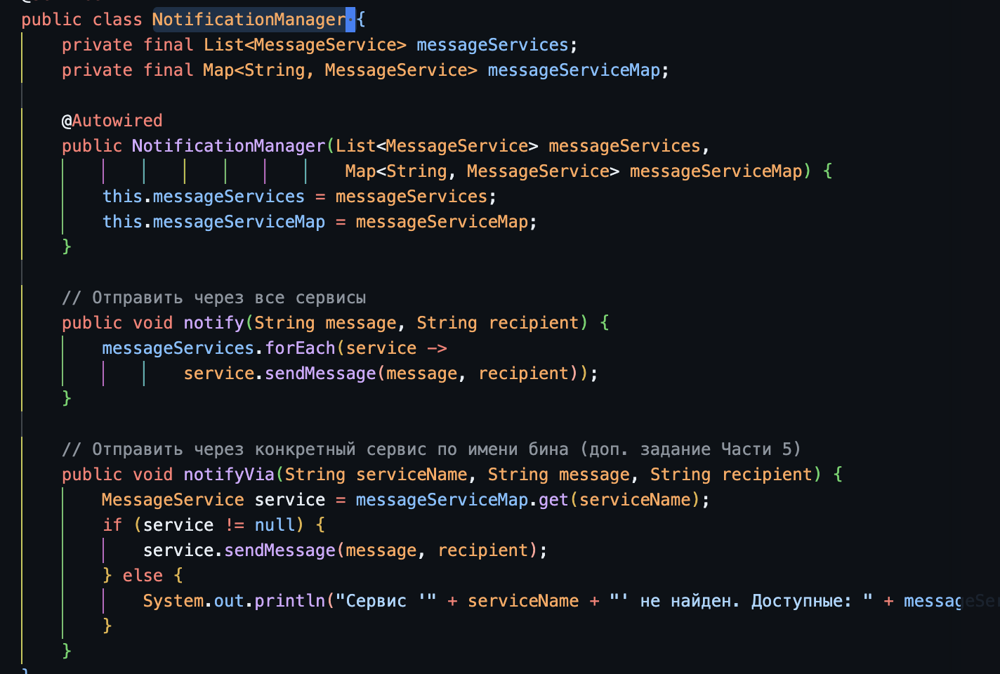 public class NotificationManager {
private final List<MessageService> messageServices;
private final Map<String, MessageService> messageServiceMap;
@Autowired
public NotificationManager(List<MessageService> messageServices,
Map<String, MessageService> messageServiceMap) {
this.messageServices = messageServices;
this.messageServiceMap = messageServiceMap;
}
// Отправить через все сервисы
public void notify(String message, String recipient) {
messageServices.forEach(service ->
service.sendMessage(message, recipient));
}
// Отправить через конкретный сервис по имени бина (доп. задание Части 5)
public void notifyVia(String serviceName, String message, String recipient) {
MessageService service = messageServiceMap.get(serviceName);
if (service != null) {
service.sendMessage(message, recipient);
} else {
System.out.println("Сервис '" + serviceName + "' не найден. Доступные: " + messageSer
}
}
}